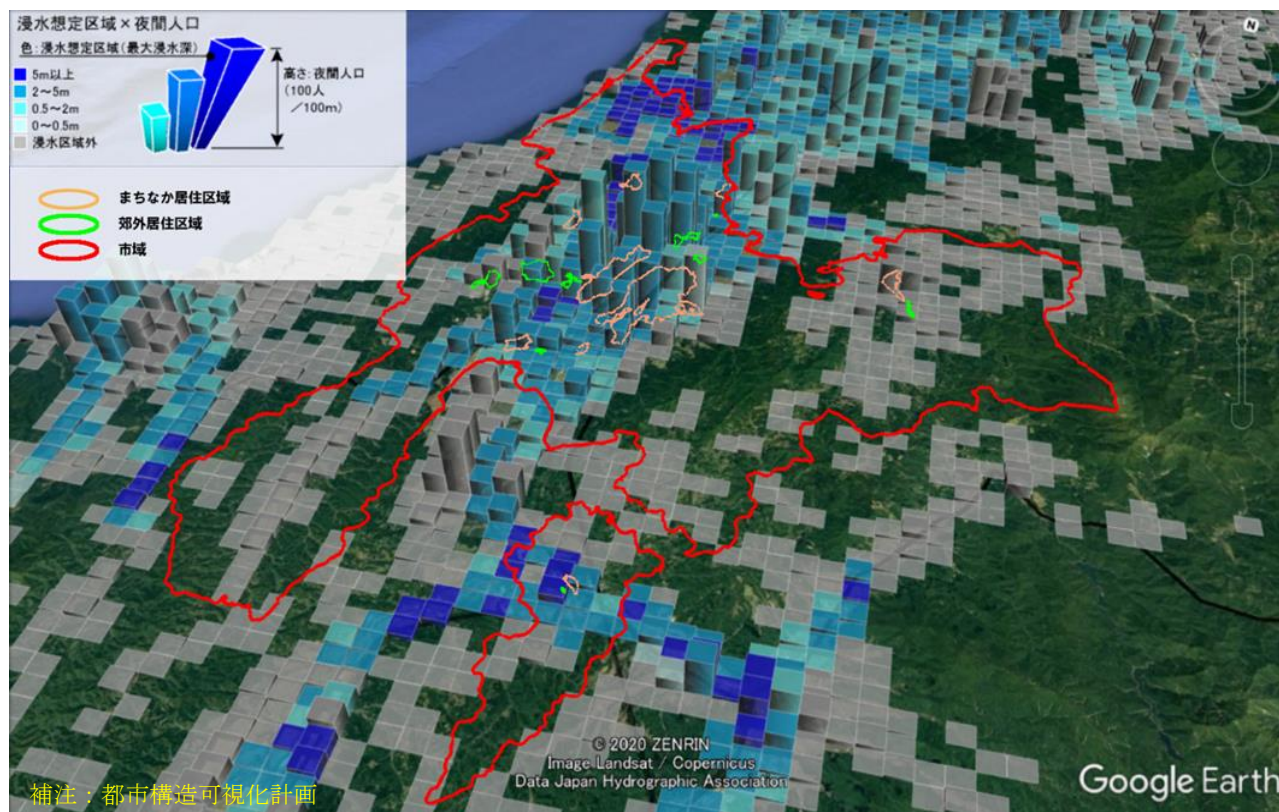 浸水想定区域×夜間人口
色:浸水想定区域(最大浸水深)
5m以上
2～5m
0.5～2m
0～0.5m
浸水区域外
高さ:夜間人口
(100人
／100m)
まちなか居住区域
郊外居住区域
市域
N
© 2020 ZENRIN
Image Landsat / Copernicus
Data Japan Hydrographic Association
Google Earth
補注：都市構造可視化計画